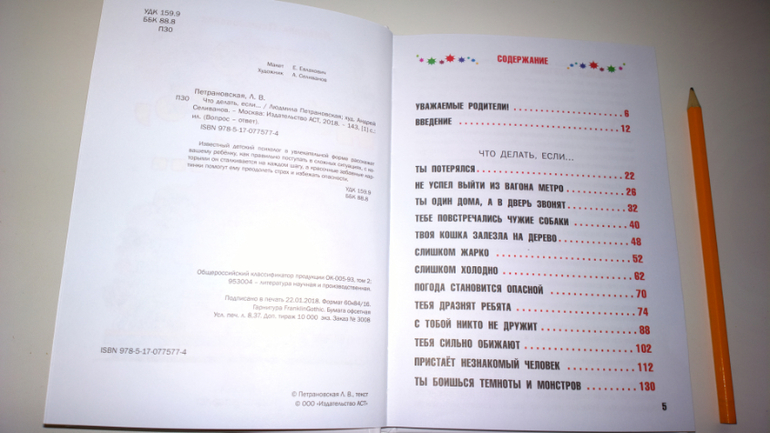 УДК 159,9
ББК 88,8
П30
Макет Е. Евлахович
Художник А. Селиванов
Петрановская, Л. В.
П30 Что делать, если... / Людмила Петрановская; худ. Андрей
Селиванов. – Москва: Издательство АСТ, 2018. – 143, [1] с.:
ил. (Вопрос – ответ).
ISBN 978-5-17-077577-4
Известный детский психолог в увлекательной форме расскажет
вашему ребёнку, как правильно поступать в сложных ситуациях, с ко-
торыми он сталкивается на каждом шагу, а красочные забавные кар-
тинки помогут ему преодолеть страх и избежать опасности.
УДК 159,9
ББК 88,8
Общероссийский классификатор продукции ОК-005-93, том 2;
953004 – литература научная и производственная.
Подписано в печать 22.01.2018. Формат 60х84/16.
Гарнитура FranklinGothic. Бумага офсетная
Усл. печ. л. 8,37. Доп. тираж 10 000 экз. Заказ № 3008
ISBN 978-5-17-077577-4
© Петрановская Л. В., текст
© ООО «Издательство АСТ»
СОДЕРЖАНИЕ
УВАЖАЕМЫЕ РОДИТЕЛИ! 6
ВВЕДЕНИЕ 12
ЧТО ДЕЛАТЬ, ЕСЛИ...
ТЫ ПОТЕРЯЛСЯ 22
НЕ УСПЕЛ ВЫЙТИ ИЗ ВАГОНА МЕТРО 26
ТЫ ОДИН ДОМА, А В ДВЕРЬ ЗВОНЯТ 32
ТЕБЕ ПОВСТРЕЧАЛИСЬ ЧУЖИЕ СОБАКИ 40
ТВОЯ КОШКА ЗАЛЕЗЛА НА ДЕРЕВО 48
СЛИШКОМ ЖАРКО 52
СЛИШКОМ ХОЛОДНО 62
ПОГОДА СТАНОВИТСЯ ОПАСНОЙ 70
ТЕБЯ ДРАЗНЯТ РЕБЯТА 74
С ТОБОЙ НИКТО НЕ ДРУЖИТ 88
ТЕБЯ СИЛЬНО ОБИЖАЮТ 102
ПРИСТАЁТ НЕЗНАКОМЫЙ ЧЕЛОВЕК 112
ТЫ БОИШЬСЯ ТЕМНОТЫ И МОНСТРОВ 130
5